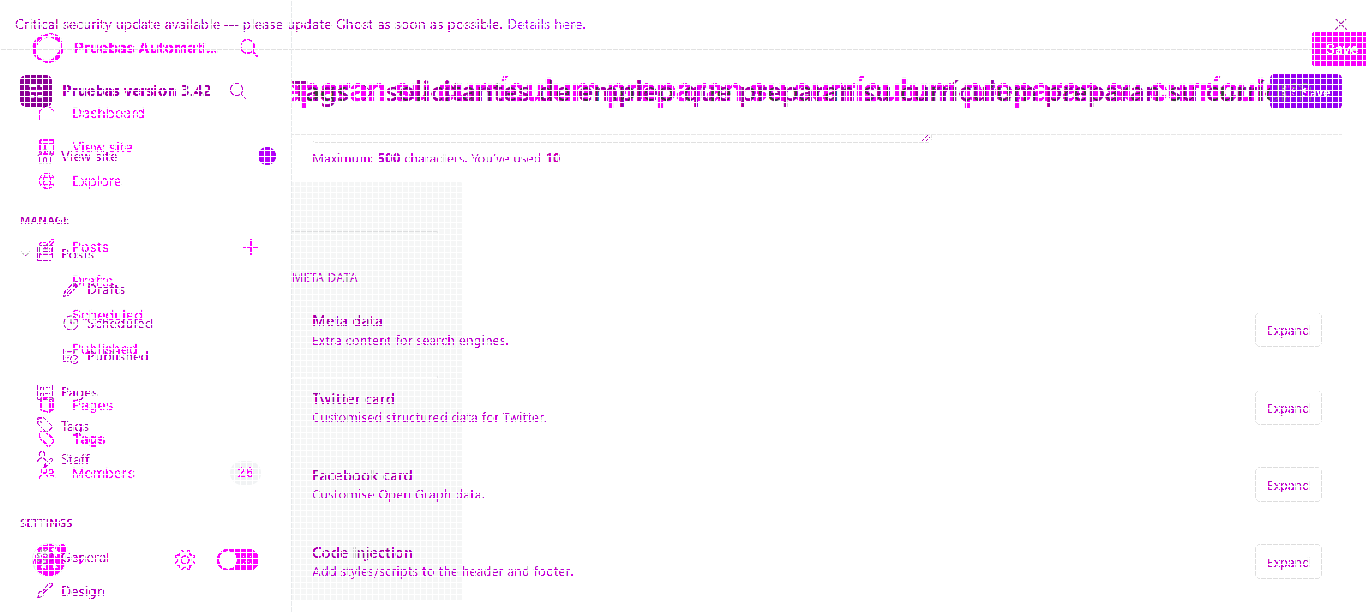 Critical security update available — please update Ghost as soon as possible. Details here.
Pruebas Automati...
Save
Pruebas version 3.42
Tags
Save
Dashboard
View site
View site
Maximum: 500 characters. You've used 10
Explore
MANAGE
Posts
Posts
META DATA
Drafts
Drafts
Scheduled
Scheduled
Meta data
Extra content for search engines.
Expand
Published
Published
Pages
Pages
Twitter card
Customised structured data for Twitter.
Expand
Tags
Tags
Staff
Members
26
Facebook card
Customise Open Graph data.
Expand
SETTINGS
General
Code injection
Add styles/scripts to the header and footer.
Expand
Design